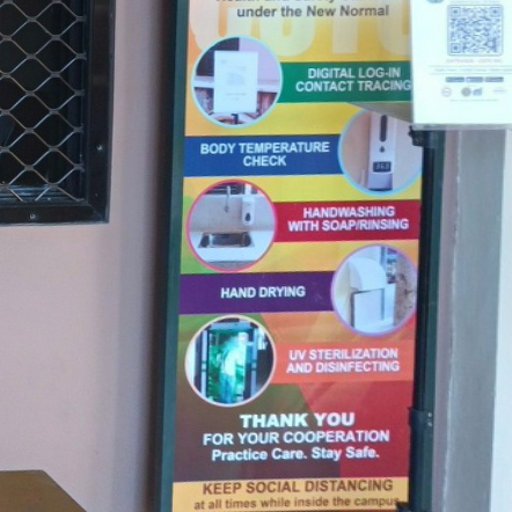 under the New Normal
DIGITAL LOG-IN
CONTACT TRACING
BODY TEMPERATURE
CHECK
HANDWASHING
WITH SOAP/RINSING
HAND DRYING
UV STERILIZATION
AND DISINFECTING
THANK YOU
FOR YOUR COOPERATION
Practice Care. Stay Safe.
KEEP SOCIAL DISTANCING
at all times while inside the campus